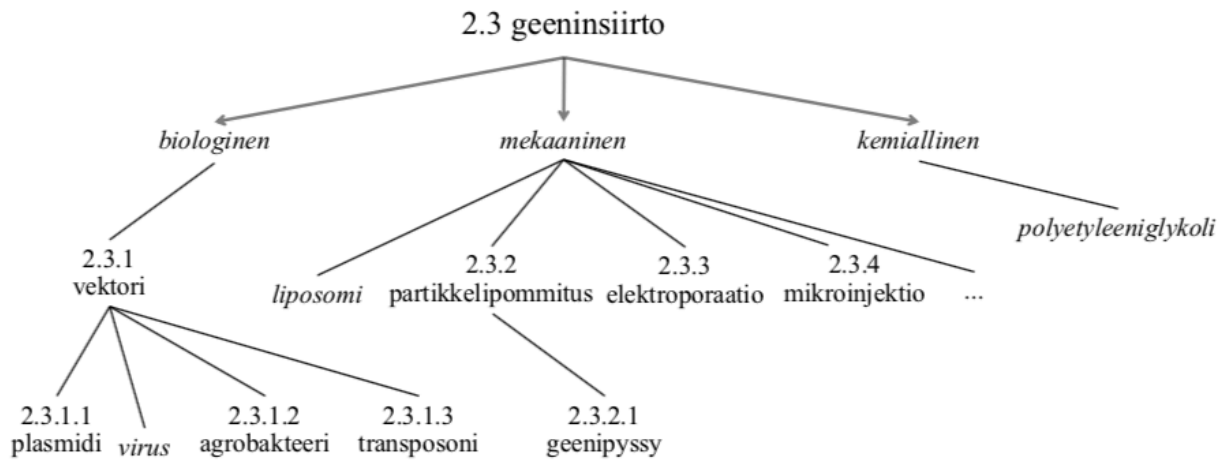 2.3 geeninsiirto
biologinen
mekaaninen
kemiallinen
2.3.1
vektori
liposomi
2.3.2
partikkelipommitus
2.3.3
elektroporaatio
2.3.4
mikroinjektio
...
polyetyleeniglykoli
2.3.1.1
plasmidi
virus
2.3.1.2
agrobakteeri
2.3.1.3
transposoni
2.3.2.1
geenipyssy